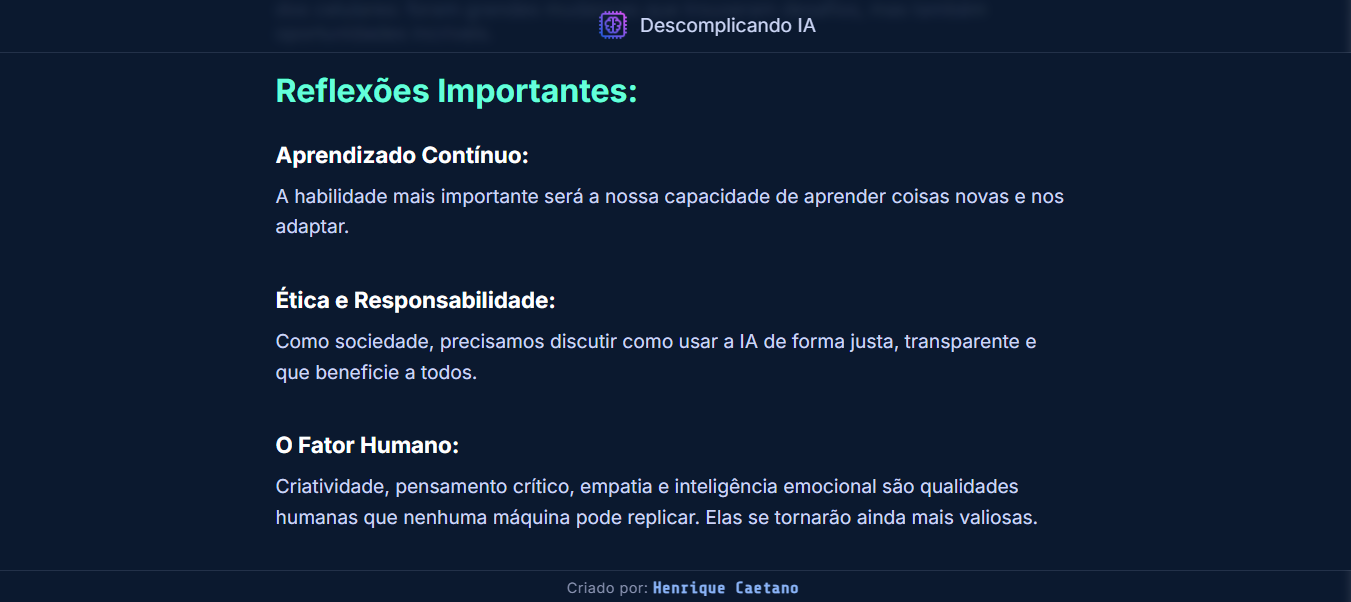 Descomplicando IA
Reflexões Importantes:
Aprendizado Contínuo:
A habilidade mais importante será a nossa capacidade de aprender coisas novas e nos
adaptar.
Ética e Responsabilidade:
Como sociedade, precisamos discutir como usar a IA de forma justa, transparente e
que beneficie a todos.
O Fator Humano:
Criatividade, pensamento crítico, empatia e inteligência emocional são qualidades
humanas que nenhuma máquina pode replicar. Elas se tornarão ainda mais valiosas.
Criado por: Henrique Caetano